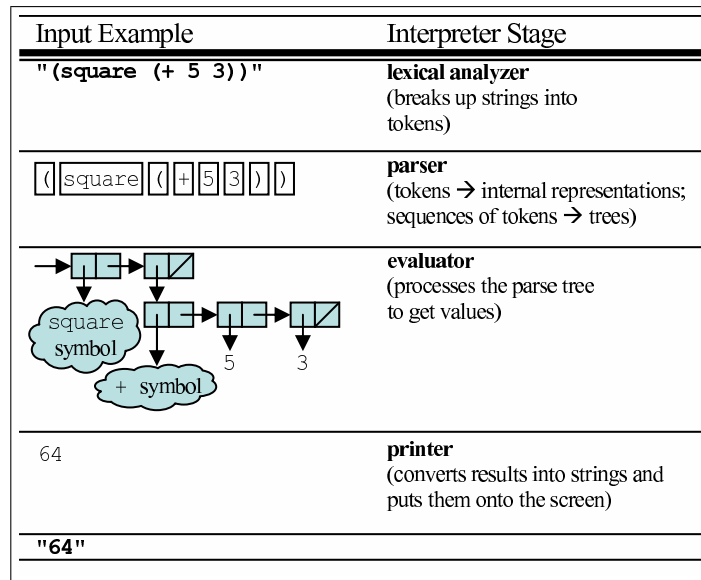 Input Example Interpreter Stage
"(square (+ 5 3))" lexical analyzer
(breaks up strings into
tokens)
( square ( + 5 3 ) ) parser
(tokens → internal representations;
sequences of tokens → trees)
evaluator
(processes the parse tree
to get values)
square
symbol
5 3
+ symbol
64 printer
(converts results into strings and
puts them onto the screen)
"64"